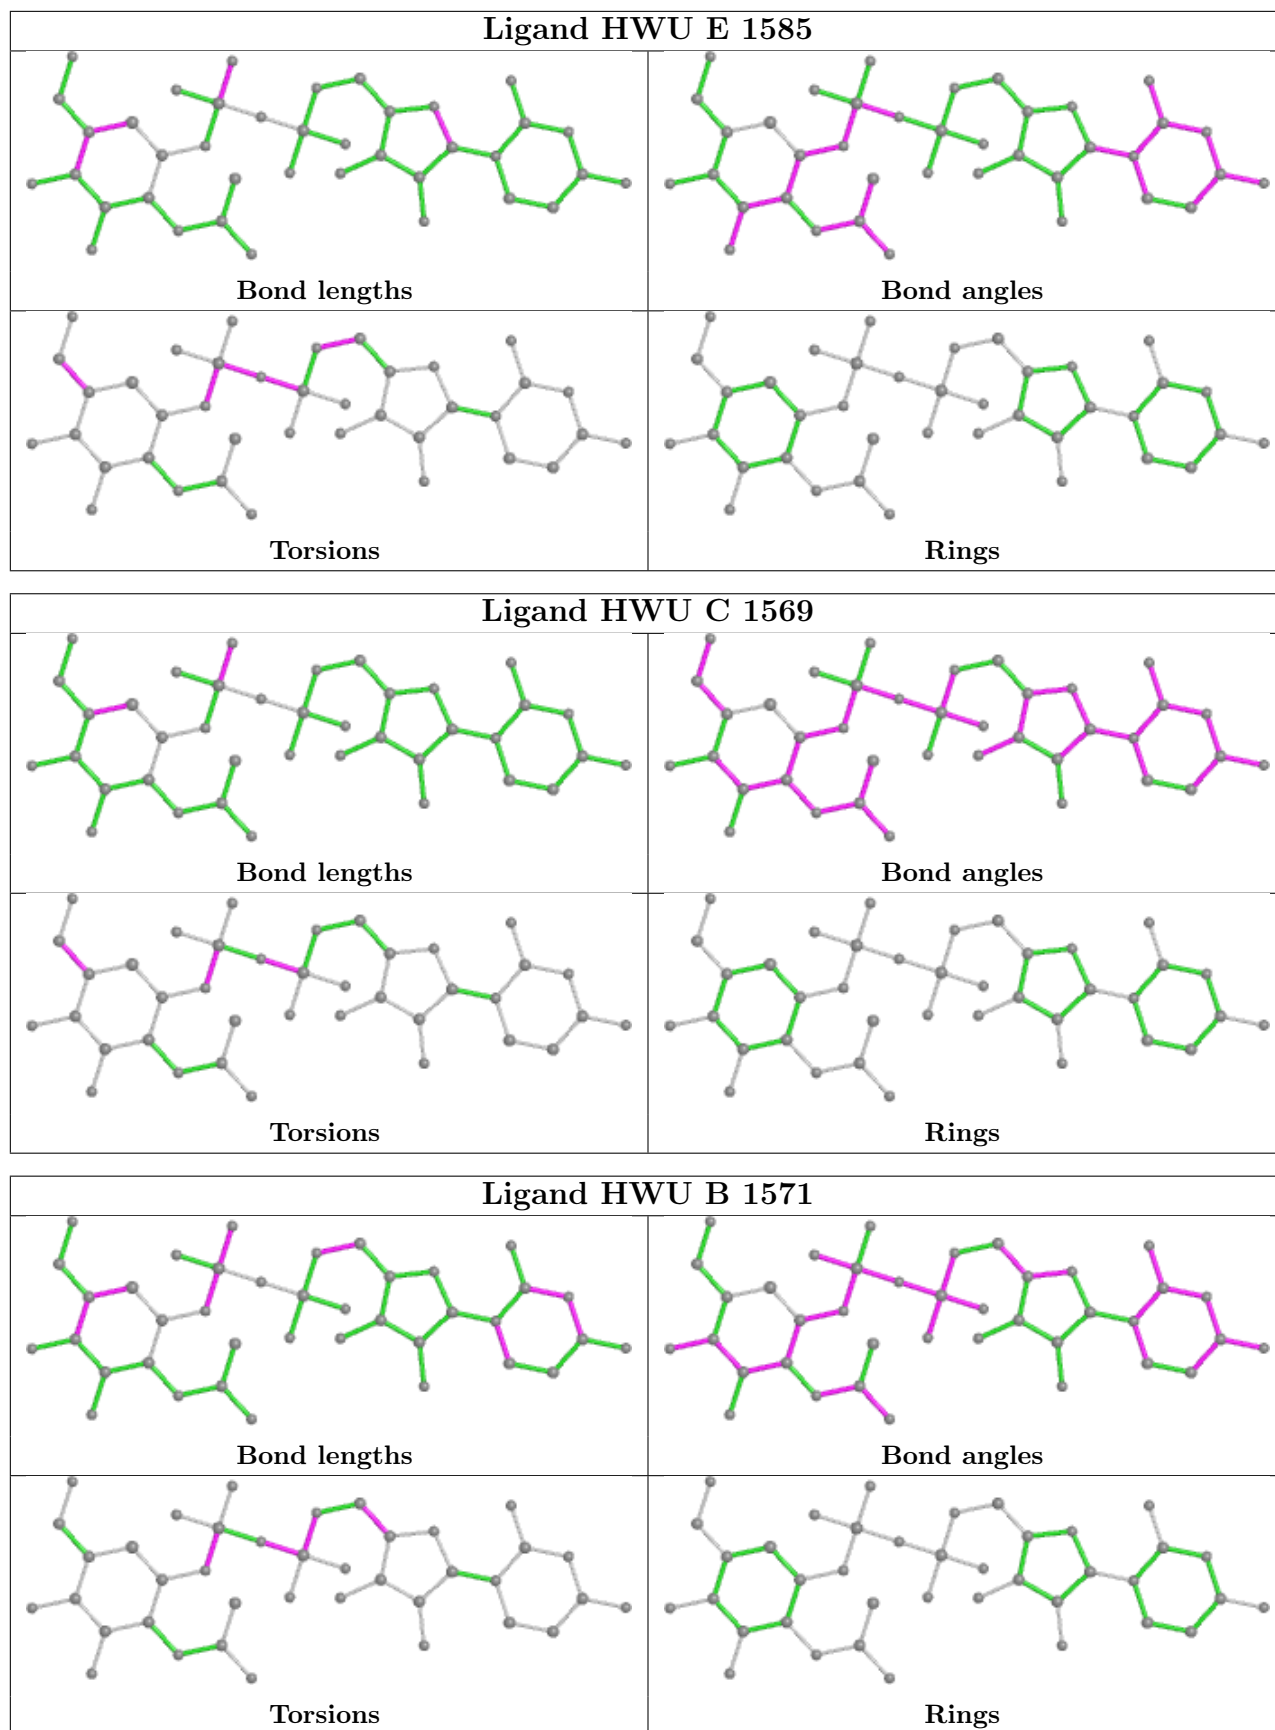 Ligand HWU E 1585
Bond lengths
Bond angles
Torsions
Rings
Ligand HWU C 1569
Bond lengths
Bond angles
Torsions
Rings
Ligand HWU B 1571
Bond lengths
Bond angles
Torsions
Rings